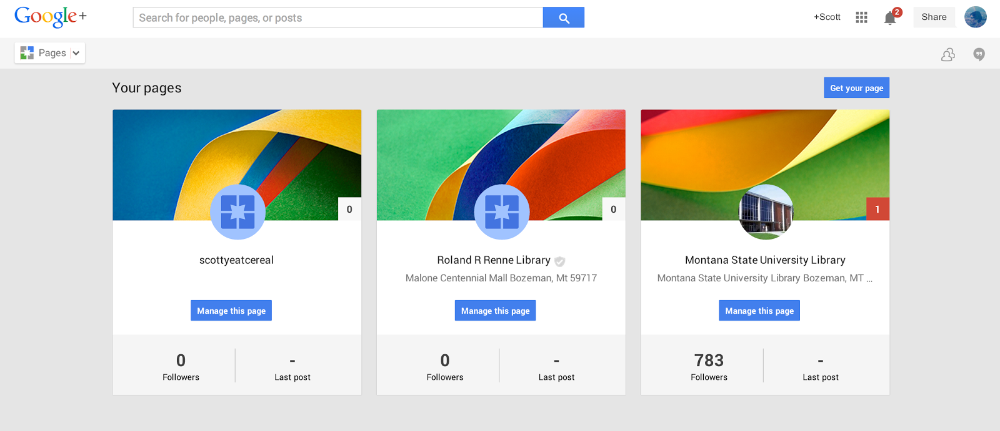 Google+
Search for people, pages, or posts
+Scott
2
Share
Pages
Your pages
Get your page
0
scottyeatcereal
Manage this page
0
Followers
-
Last post
0
Roland R Renne Library
Malone Centennial Mall Bozeman, Mt 59717
Manage this page
0
Followers
-
Last post
1
Montana State University Library
Montana State University Library Bozeman, MT ...
Manage this page
783
Followers
-
Last post